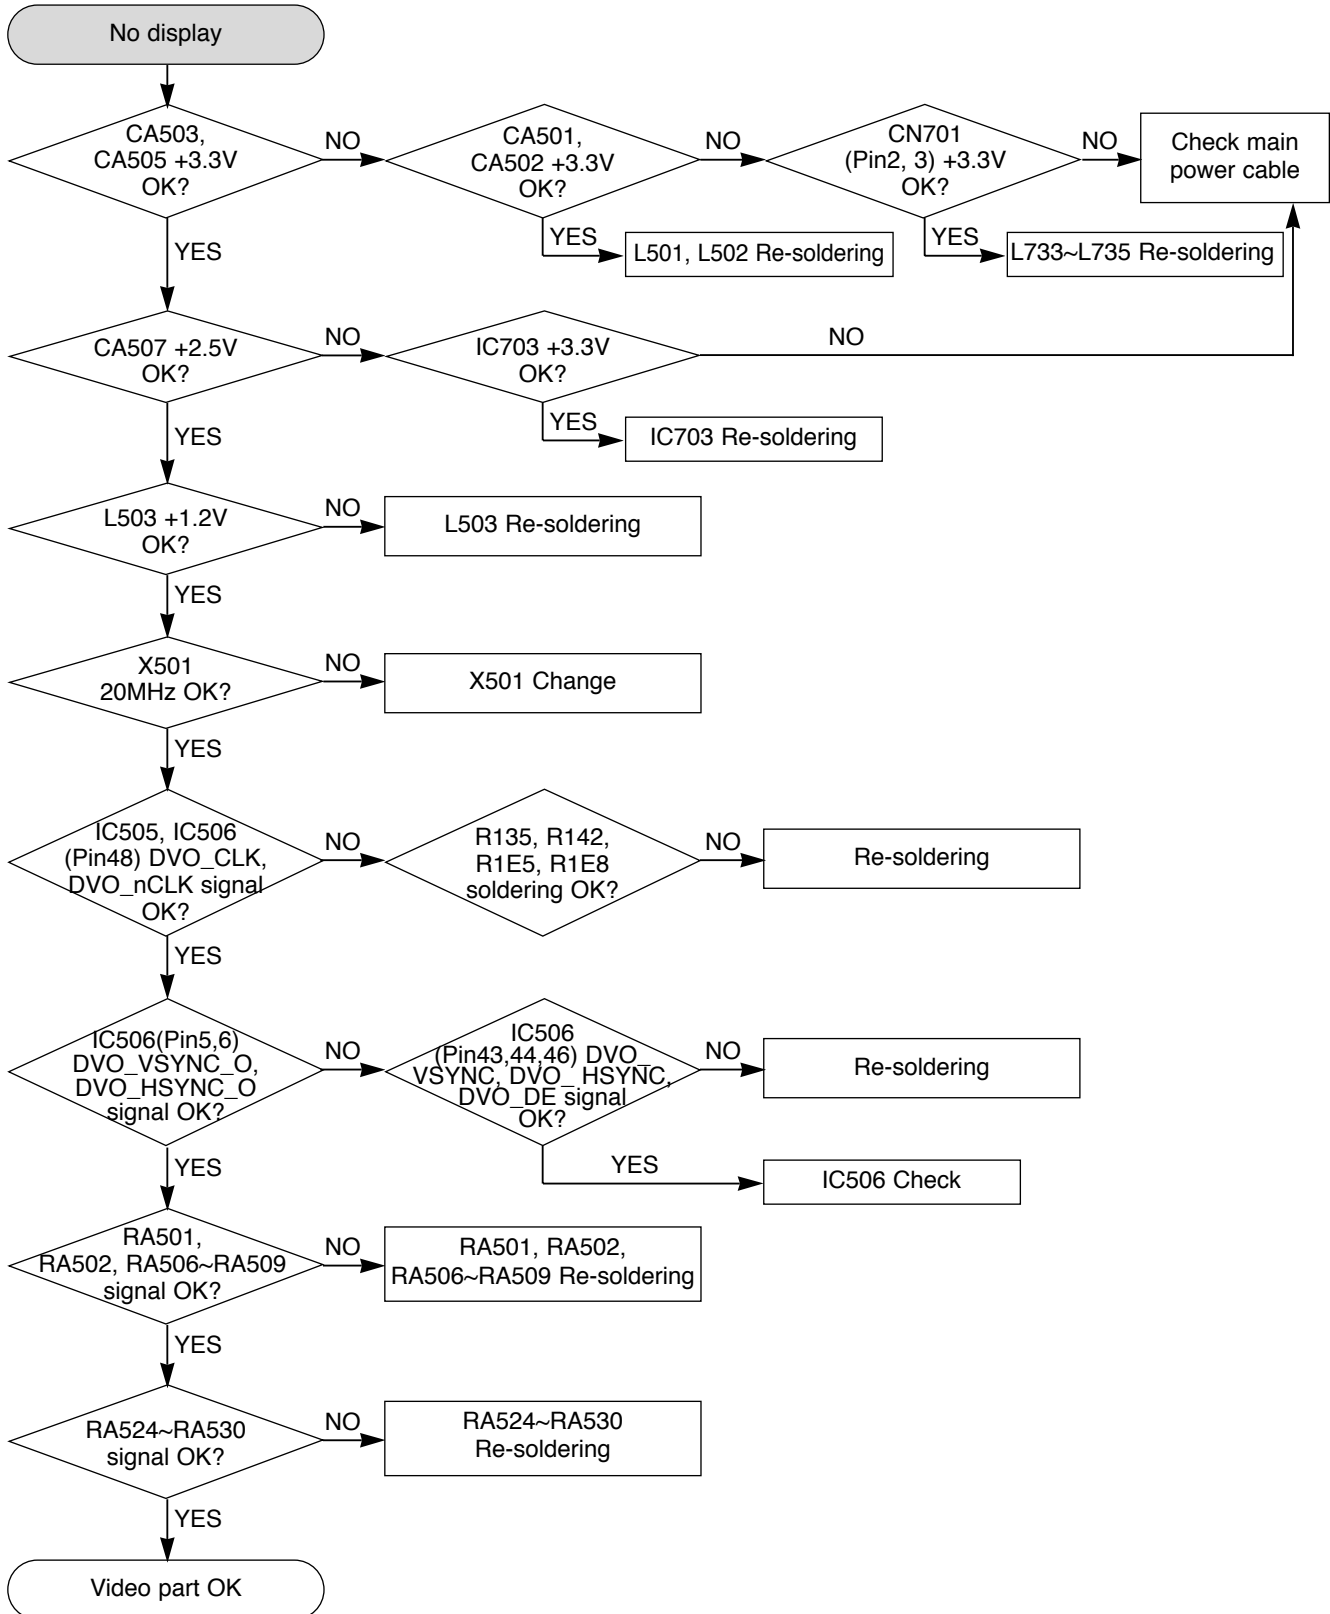 No display
CA503,
CA505 +3.3V
OK?
NO
CA501,
CA502 +3.3V
OK?
NO
CN701
(Pin2, 3) +3.3V
OK?
NO
Check main
power cable
YES
YES
L501, L502 Re-soldering
YES
L733~L735 Re-soldering
CA507 +2.5V
OK?
NO
IC703 +3.3V
OK?
NO
YES
YES
IC703 Re-soldering
L503 +1.2V
OK?
NO
L503 Re-soldering
YES
X501
20MHz OK?
NO
X501 Change
YES
IC505, IC506
(Pin48) DVO_CLK,
DVO_nCLK signal
OK?
NO
R135, R142,
R1E5, R1E8
soldering OK?
NO
Re-soldering
YES
IC506(Pin5,6)
DVO_VSYNC_O,
DVO_HSYNC_O
signal OK?
NO
IC506
(Pin43,44,46) DVO_
VSYNC, DVO_ HSYNC,
DVO_DE signal
OK?
NO
Re-soldering
YES
YES
IC506 Check
RA501,
RA502, RA506~RA509
signal OK?
NO
RA501, RA502,
RA506~RA509 Re-soldering
YES
RA524~RA530
signal OK?
NO
RA524~RA530
Re-soldering
YES
Video part OK